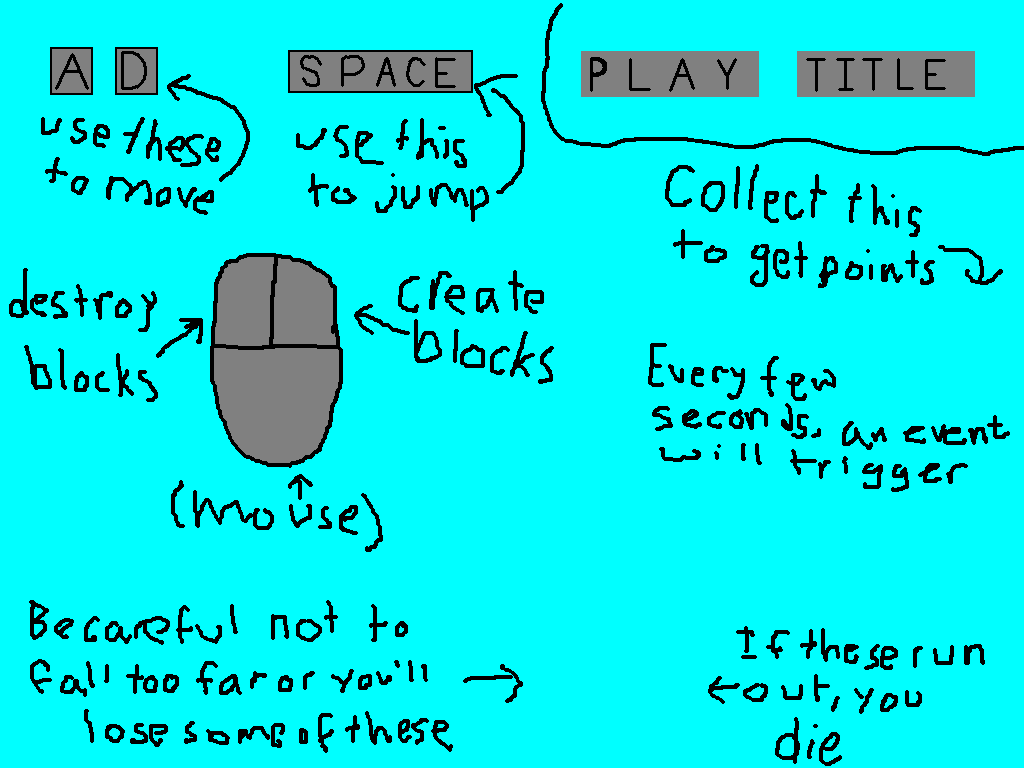 A D
use these
to move
SPACE
use this
to jump
PLAY
TITLE
Collect this
to get points
destroy
blocks
create
blocks
(mouse)
Every few
seconds, an event
will trigger
Be careful not to
fall too far or you'll
lose some of these
If these run
out, you
die